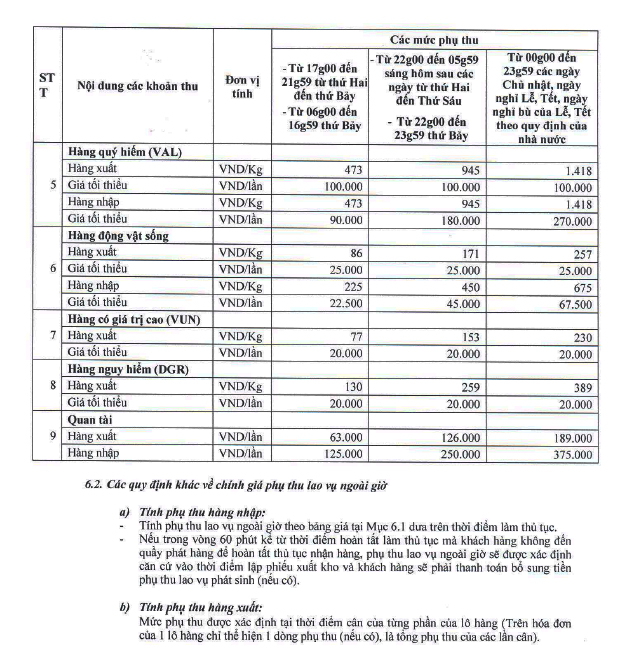 ST T | Nội dung các khoản thu | Đơn vị tính | Các mức phụ thu
- Từ 17g00 đến 21g59 từ thứ Hai đến thứ Bảy - Từ 06g00 đến 16g59 thứ Bảy | - Từ 22g00 đến 05g59 sáng hôm sau các ngày từ thứ Hai đến Thứ Sáu - Từ 22g00 đến 23g59 thứ Bảy | Từ 00g00 đến 23g59 các ngày Chủ nhật, ngày nghỉ Lễ, Tết, ngày nghỉ bù của Lễ, Tết theo quy định của nhà nước
5 | Hàng quý hiếm (VAL)
Hàng xuất | VND/Kg | 473 | 945 | 1.418
Giá tối thiểu | VND/lần | 100.000 | 100.000 | 100.000
Hàng nhập | VND/Kg | 473 | 945 | 1.418
Giá tối thiểu | VND/lần | 90.000 | 180.000 | 270.000
6 | Hàng động vật sống
Hàng xuất | VND/Kg | 86 | 171 | 257
Giá tối thiểu | VND/lần | 25.000 | 25.000 | 25.000
Hàng nhập | VND/Kg | 225 | 450 | 675
Giá tối thiểu | VND/lần | 22.500 | 45.000 | 67.500
7 | Hàng có giá trị cao (VUN)
Hàng xuất | VND/Kg | 77 | 153 | 230
Giá tối thiểu | VND/lần | 20.000 | 20.000 | 20.000
8 | Hàng nguy hiểm (DGR)
Hàng xuất | VND/Kg | 130 | 259 | 389
Giá tối thiểu | VND/lần | 20.000 | 20.000 | 20.000
9 | Quan tài
Hàng xuất | VND/lần | 63.000 | 126.000 | 189.000
Hàng nhập | VND/lần | 125.000 | 250.000 | 375.000
6.2. Các quy định khác về chính giá phụ thu lao vụ ngoài giờ
a) Tính phụ thu hàng nhập:
- Tính phụ thu lao vụ ngoài giờ theo bảng giá tại Mục 6.1 dưa trên thời điểm làm thủ tục.
- Nếu trong vòng 60 phút kể từ thời điểm hoàn tất làm thủ tục mà khách hàng không đến
quầy phát hàng để hoàn tất thủ tục nhận hàng, phụ thu lao vụ ngoài giờ sẽ được xác định
căn cứ vào thời điểm lập phiếu xuất kho và khách hàng sẽ phải thanh toán bổ sung tiền
phụ thu lao vụ phát sinh (nếu có).
b) Tính phụ thu hàng xuất:
Mức phụ thu được xác định tại thời điểm cân của từng phần của lô hàng (Trên hóa đơn
của 1 lô hàng chỉ thể hiện 1 dòng phụ thu (nếu có), là tổng phụ thu của các lần cân).